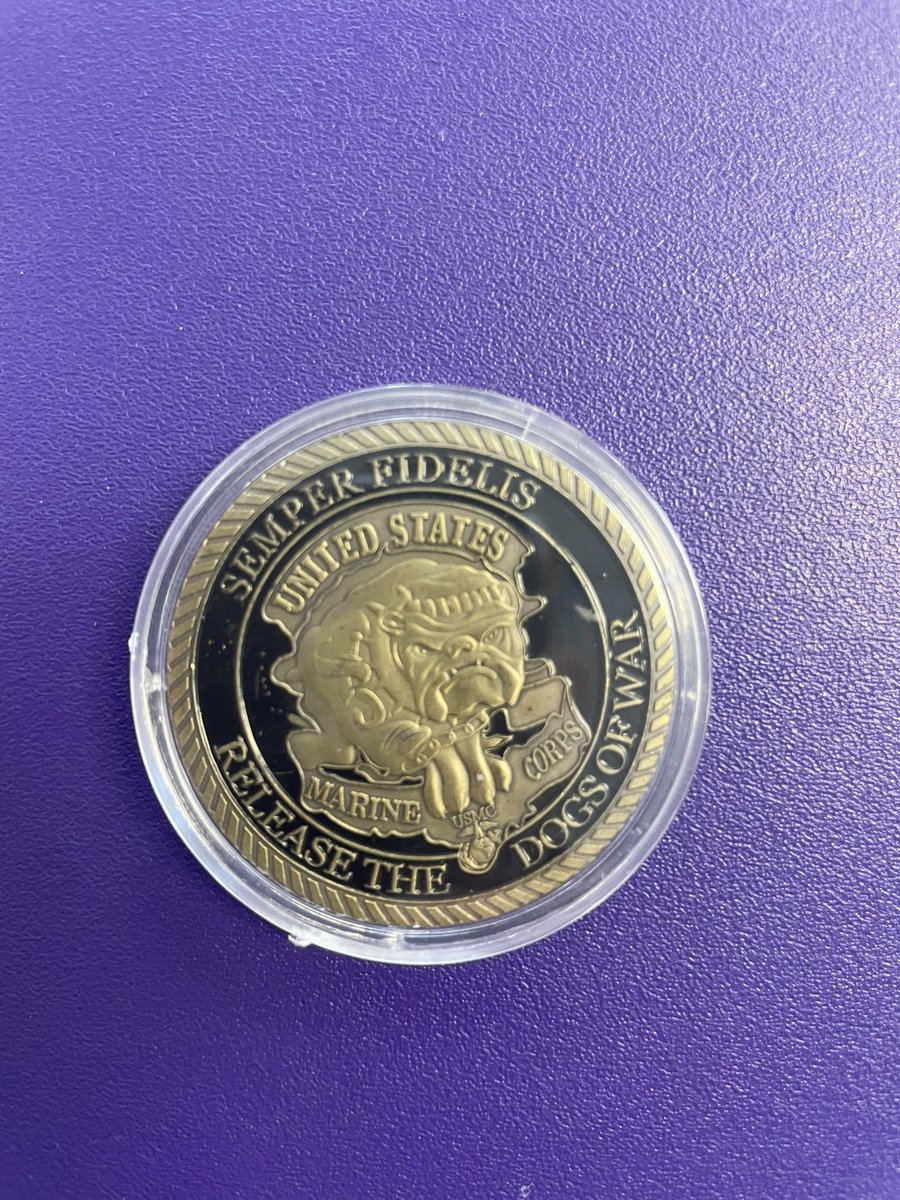 SEMPER FIDELIS
UNITED STATES
MARINE CORPS
USMC
RELEASE THE DOGS OF WAR